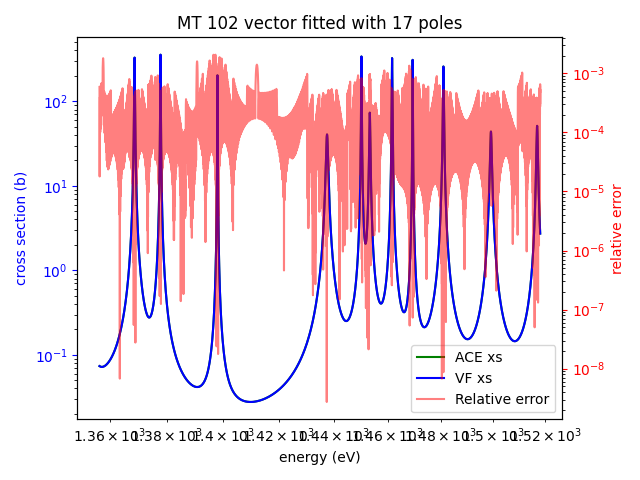 MT 102 vector fitted with 17 poles
10²
10¹
10⁰
10⁻¹
cross section (b)
10⁻³
10⁻⁴
10⁻⁵
10⁻⁶
10⁻⁷
10⁻⁸
relative error
ACE xs
VF xs
Relative error
1.36 × 10³ 1.38 × 10³ 1.4 × 10³ 1.42 × 10³ 1.44 × 10³ 1.46 × 10³ 1.48 × 10³ 1.5 × 10³ 1.52 × 10³
energy (eV)